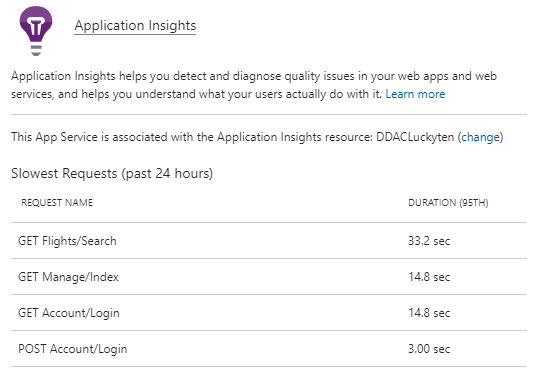 Application Insights
Application Insights helps you detect and diagnose quality issues in your web apps and web
services, and helps you understand what your users actually do with it. Learn more
This App Service is associated with the Application Insights resource: DDACLuckyten (change)
Slowest Requests (past 24 hours)
REQUEST NAME DURATION (95TH)
GET Flights/Search 33.2 sec
GET Manage/Index 14.8 sec
GET Account/Login 14.8 sec
POST Account/Login 3.00 sec